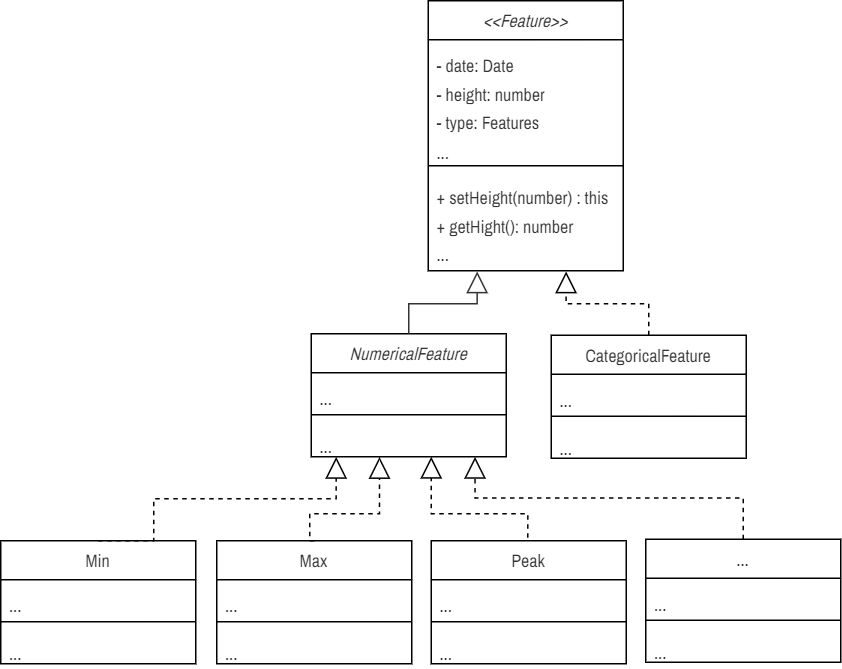 <<Feature>>
- date: Date
- height: number
- type: Features
...
+ setHeight(number) : this
+ getHight(): number
...
NumericalFeature
...
...
CategoricalFeature
...
...
Min
...
...
Max
...
...
Peak
...
...
...
...
...